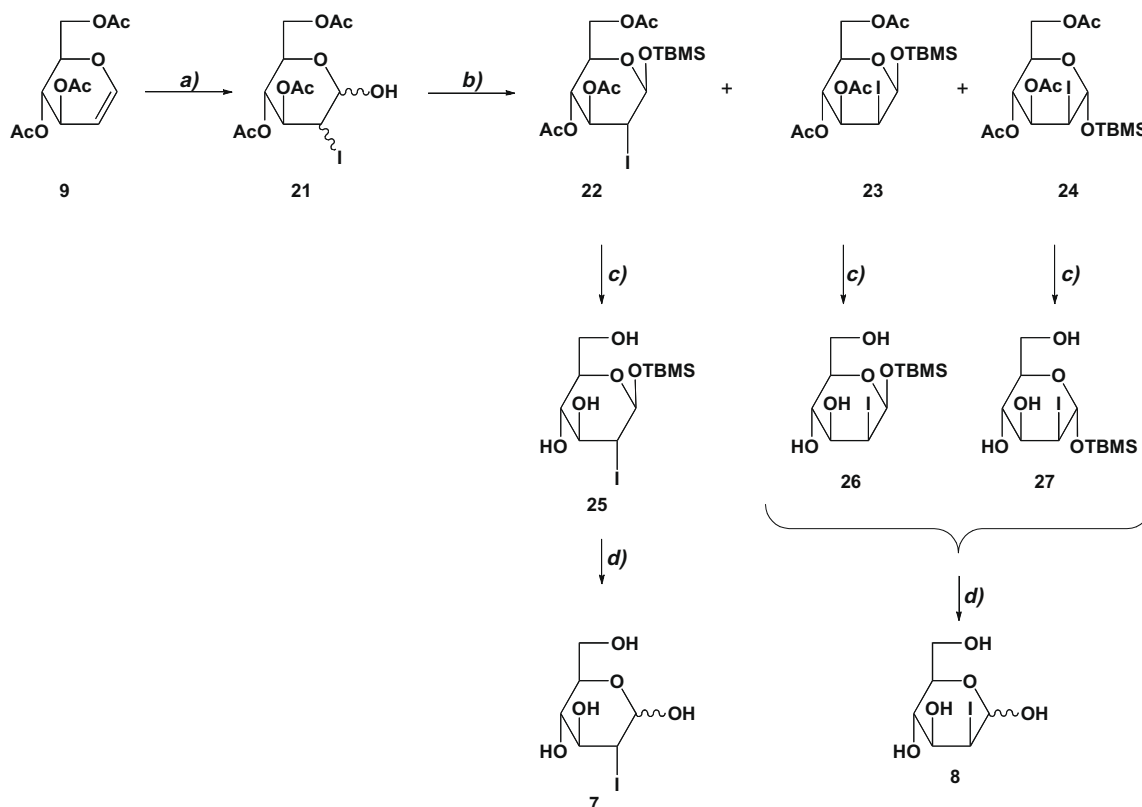 OAc
O
OAc
AcO
9
a)
OAc
O
OAc
OH
AcO
I
21
b)
OAc
O
OTBMS
OAc
AcO
I
22
+
OAc
O
OTBMS
OAc
I
AcO
23
+
OAc
O
OAc
I
AcO
OTBMS
24
c)
c)
c)
OH
O
OTBMS
OH
HO
I
25
OH
O
OTBMS
OH
I
HO
26
OH
O
OH
I
HO
OTBMS
27
d)
d)
OH
O
OH
OH
HO
I
7
OH
O
OH
I
OH
HO
8